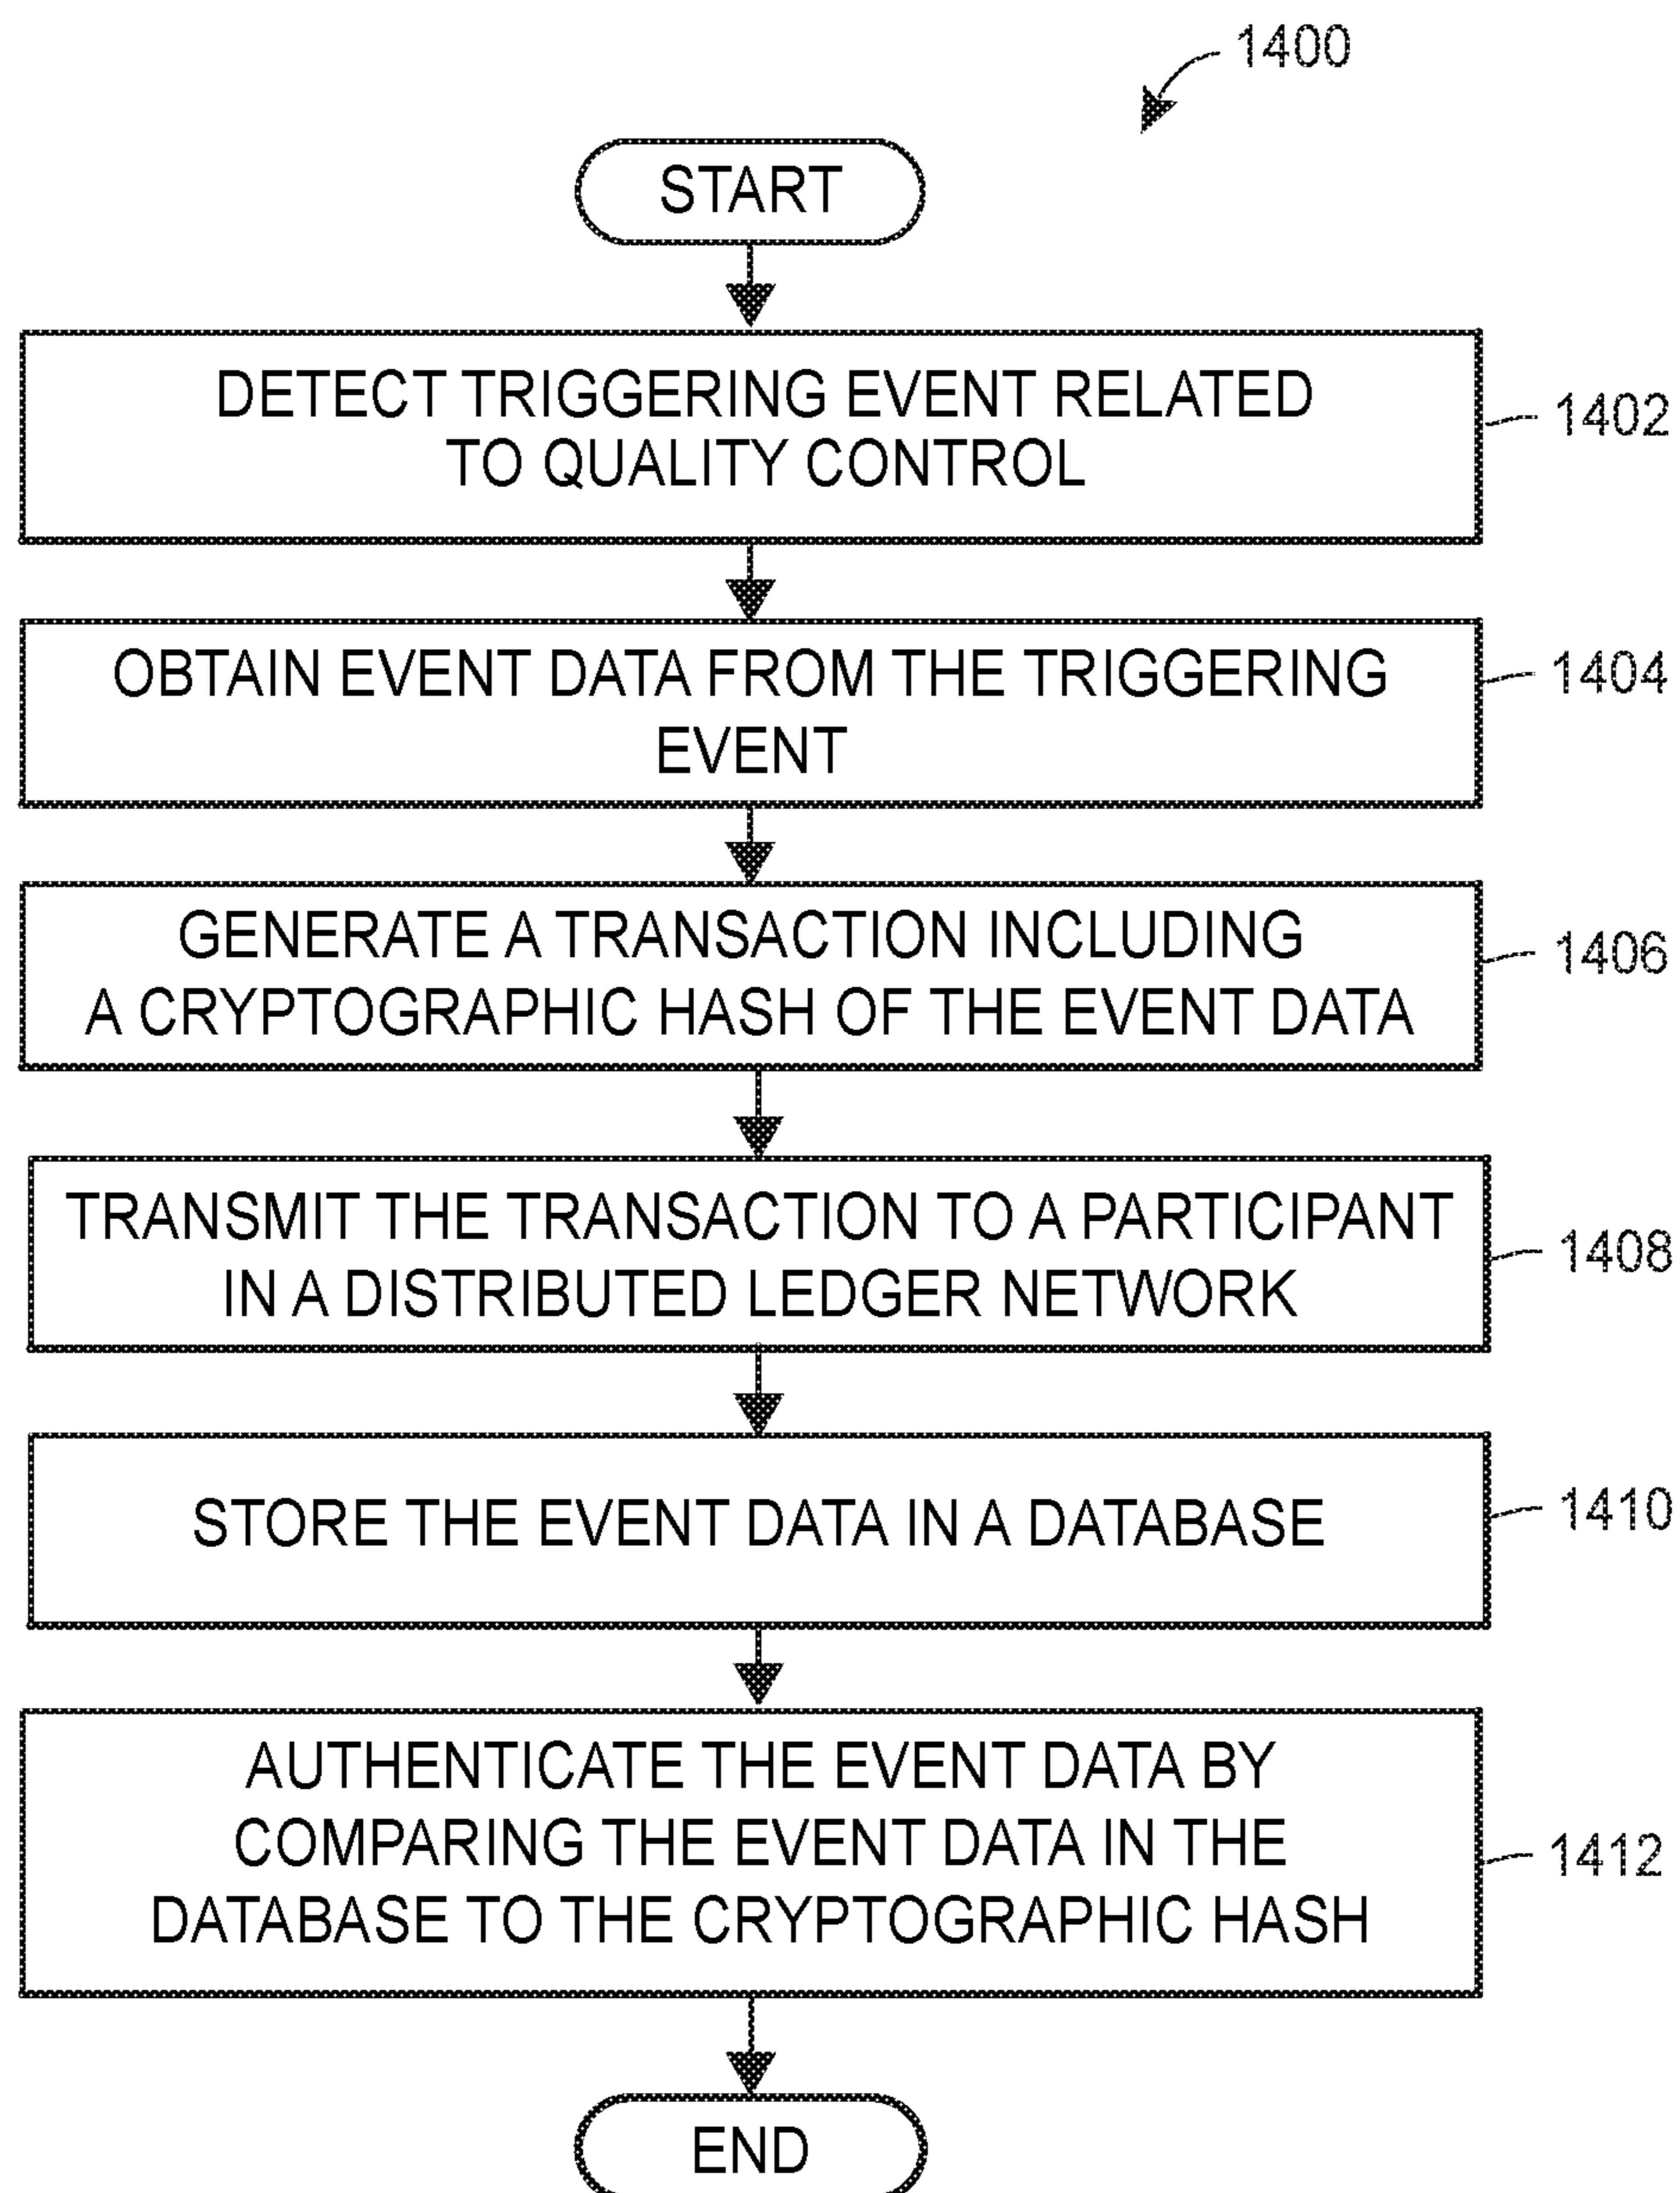 1400
START
DETECT TRIGGERING EVENT RELATED
TO QUALITY CONTROL
1402
OBTAIN EVENT DATA FROM THE TRIGGERING
EVENT
1404
GENERATE A TRANSACTION INCLUDING
A CRYPTOGRAPHIC HASH OF THE EVENT DATA
1406
TRANSMIT THE TRANSACTION TO A PARTICIPANT
IN A DISTRIBUTED LEDGER NETWORK
1408
STORE THE EVENT DATA IN A DATABASE
1410
AUTHENTICATE THE EVENT DATA BY
COMPARING THE EVENT DATA IN THE
DATABASE TO THE CRYPTOGRAPHIC HASH
1412
END